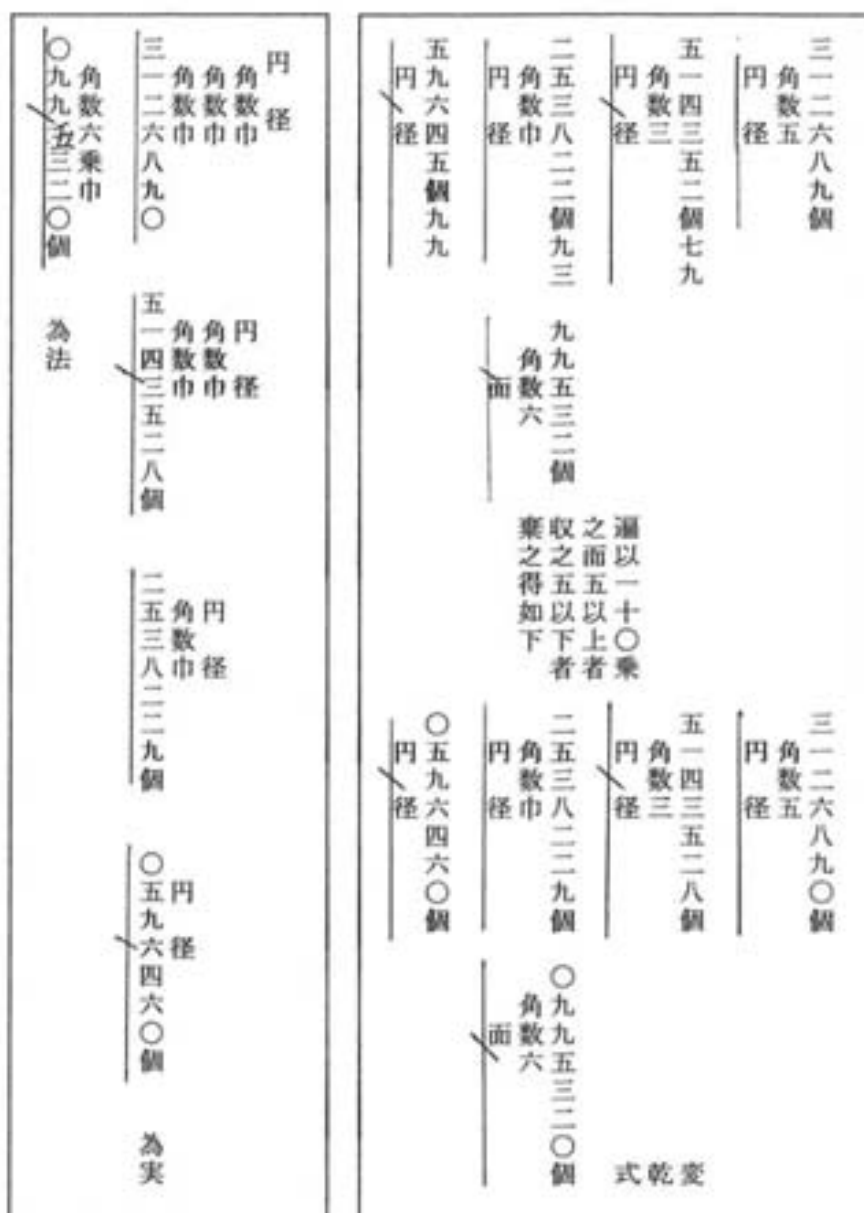 三一二六八九個
角数五
円径
五一四三五二個七九
角数三
円径
二五三八二二個九三
角数巾
円径
五九六四五個九九
円径
九九五三二個
角数六
面
遍以一十〇乗
之而五以上者
収之五以下者
棄之得如下
三一二六八九〇個
角数五
円径
五一四三五二八個
角数三
円径
二五三八二二九個
角数巾
円径
〇五九六四六〇個
円径
〇九九五三二〇個
角数六
面
変乾式
円径
角数巾
角数巾
角数巾
三一二六八九〇
円径
角数巾
角数巾
五一四三五二八個
円径
角数巾
二五三八二二九個
円径
〇五九六四六〇個
為実
角数六乗巾
〇九九五三二〇個
為法